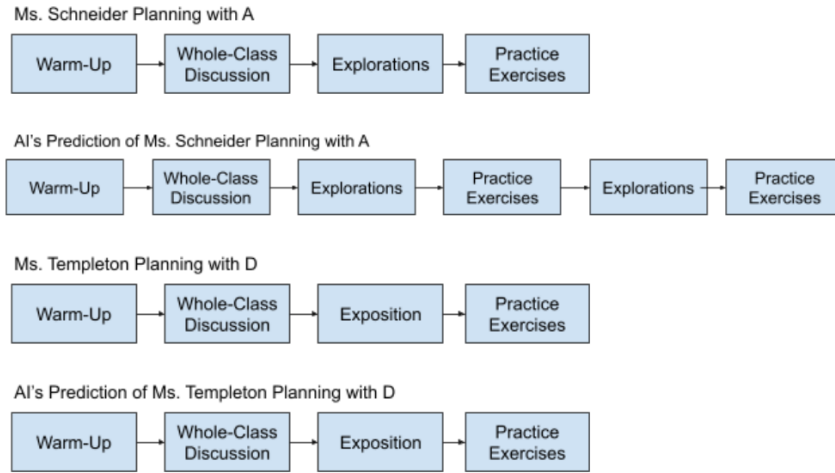 Ms. Schneider Planning with A
Warm-Up
Whole-Class
Discussion
Explorations
Practice
Exercises
AI's Prediction of Ms. Schneider Planning with A
Warm-Up
Whole-Class
Discussion
Explorations
Practice
Exercises
Explorations
Practice
Exercises
Ms. Templeton Planning with D
Warm-Up
Whole-Class
Discussion
Exposition
Practice
Exercises
AI's Prediction of Ms. Templeton Planning with D
Warm-Up
Whole-Class
Discussion
Exposition
Practice
Exercises